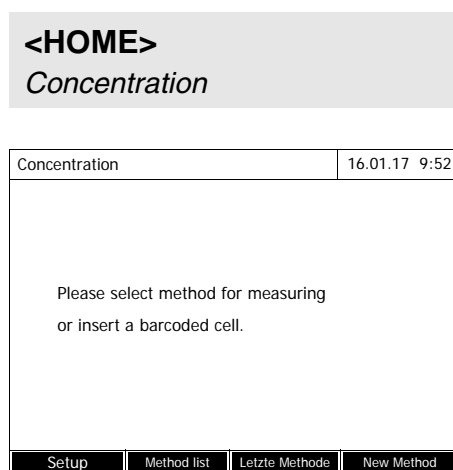 <HOME>
Concentration
Concentration 16.01.17 9:52
Please select method for measuring
or insert a barcoded cell.
Setup Method list Letzte Methode New Method